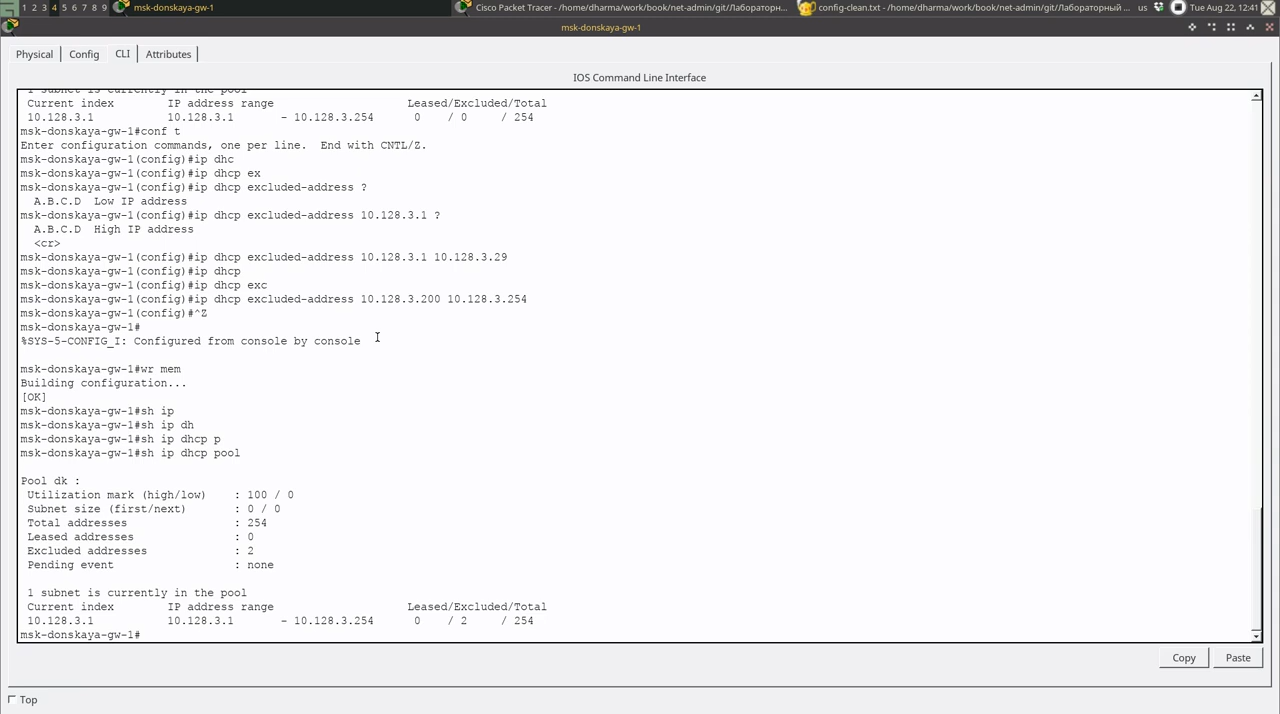 1 2 3 4 5 6 7 8 9 msk-donskaya-gw-1 Cisco Packet Tracer - /home/dharma/work/book/net-admin/git//Лабораторн... config-clean.txt - /home/dharma/work/book/net-admin/git//Лабораторный ... us Tue Aug 22, 12:41
msk-donskaya-gw-1
Physical Config CLI Attributes
IOS Command Line Interface
1 subnet is currently in the pool
Current index IP address range Leased/Excluded/Total
10.128.3.1 10.128.3.1 - 10.128.3.254 0 / 0 / 254
msk-donskaya-gw-1#conf t
Enter configuration commands, one per line. End with CNTL/Z.
msk-donskaya-gw-1(config)#ip dhc
msk-donskaya-gw-1(config)#ip dhcp ex
msk-donskaya-gw-1(config)#ip dhcp excluded-address ?
A.B.C.D Low IP address
msk-donskaya-gw-1(config)#ip dhcp excluded-address 10.128.3.1 ?
A.B.C.D High IP address
<cr>
msk-donskaya-gw-1(config)#ip dhcp excluded-address 10.128.3.1 10.128.3.29
msk-donskaya-gw-1(config)#ip dhcp
msk-donskaya-gw-1(config)#ip dhcp exc
msk-donskaya-gw-1(config)#ip dhcp excluded-address 10.128.3.200 10.128.3.254
msk-donskaya-gw-1(config)#^Z
msk-donskaya-gw-1#
%SYS-5-CONFIG_I: Configured from console by console
msk-donskaya-gw-1#wr mem
Building configuration...
[OK]
msk-donskaya-gw-1#sh ip
msk-donskaya-gw-1#sh ip dh
msk-donskaya-gw-1#sh ip dhcp p
msk-donskaya-gw-1#sh ip dhcp pool
Pool dk :
Utilization mark (high/low) : 100 / 0
Subnet size (first/next) : 0 / 0
Total addresses : 254
Leased addresses : 0
Excluded addresses : 2
Pending event : none
1 subnet is currently in the pool
Current index IP address range Leased/Excluded/Total
10.128.3.1 10.128.3.1 - 10.128.3.254 0 / 2 / 254
msk-donskaya-gw-1#
Copy Paste
Top